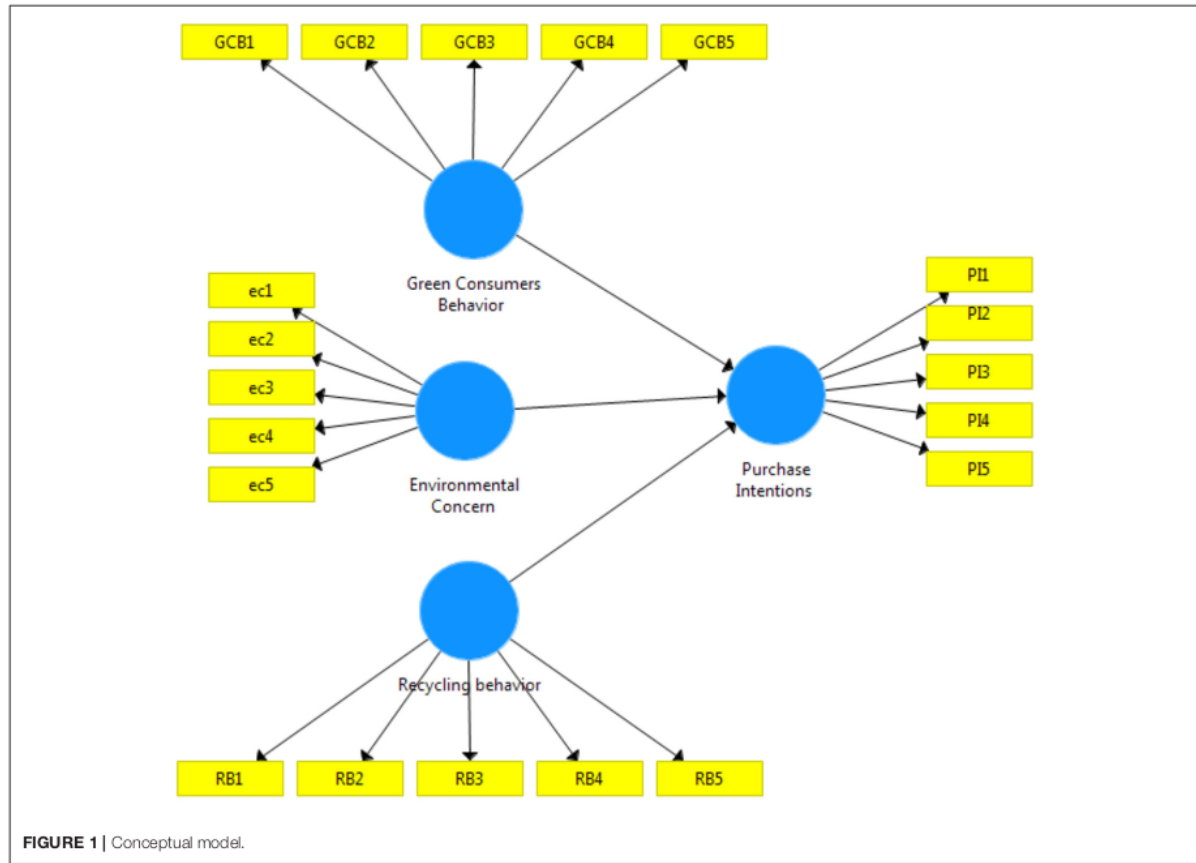 GCB1 GCB2 GCB3 GCB4 GCB5
Green Consumers
Behavior
ec1
ec2
ec3
ec4
ec5
Environmental
Concern
PI1
PI2
PI3
PI4
PI5
Purchase
Intentions
Recycling behavior
RB1 RB2 RB3 RB4 RB5
FIGURE 1 | Conceptual model.